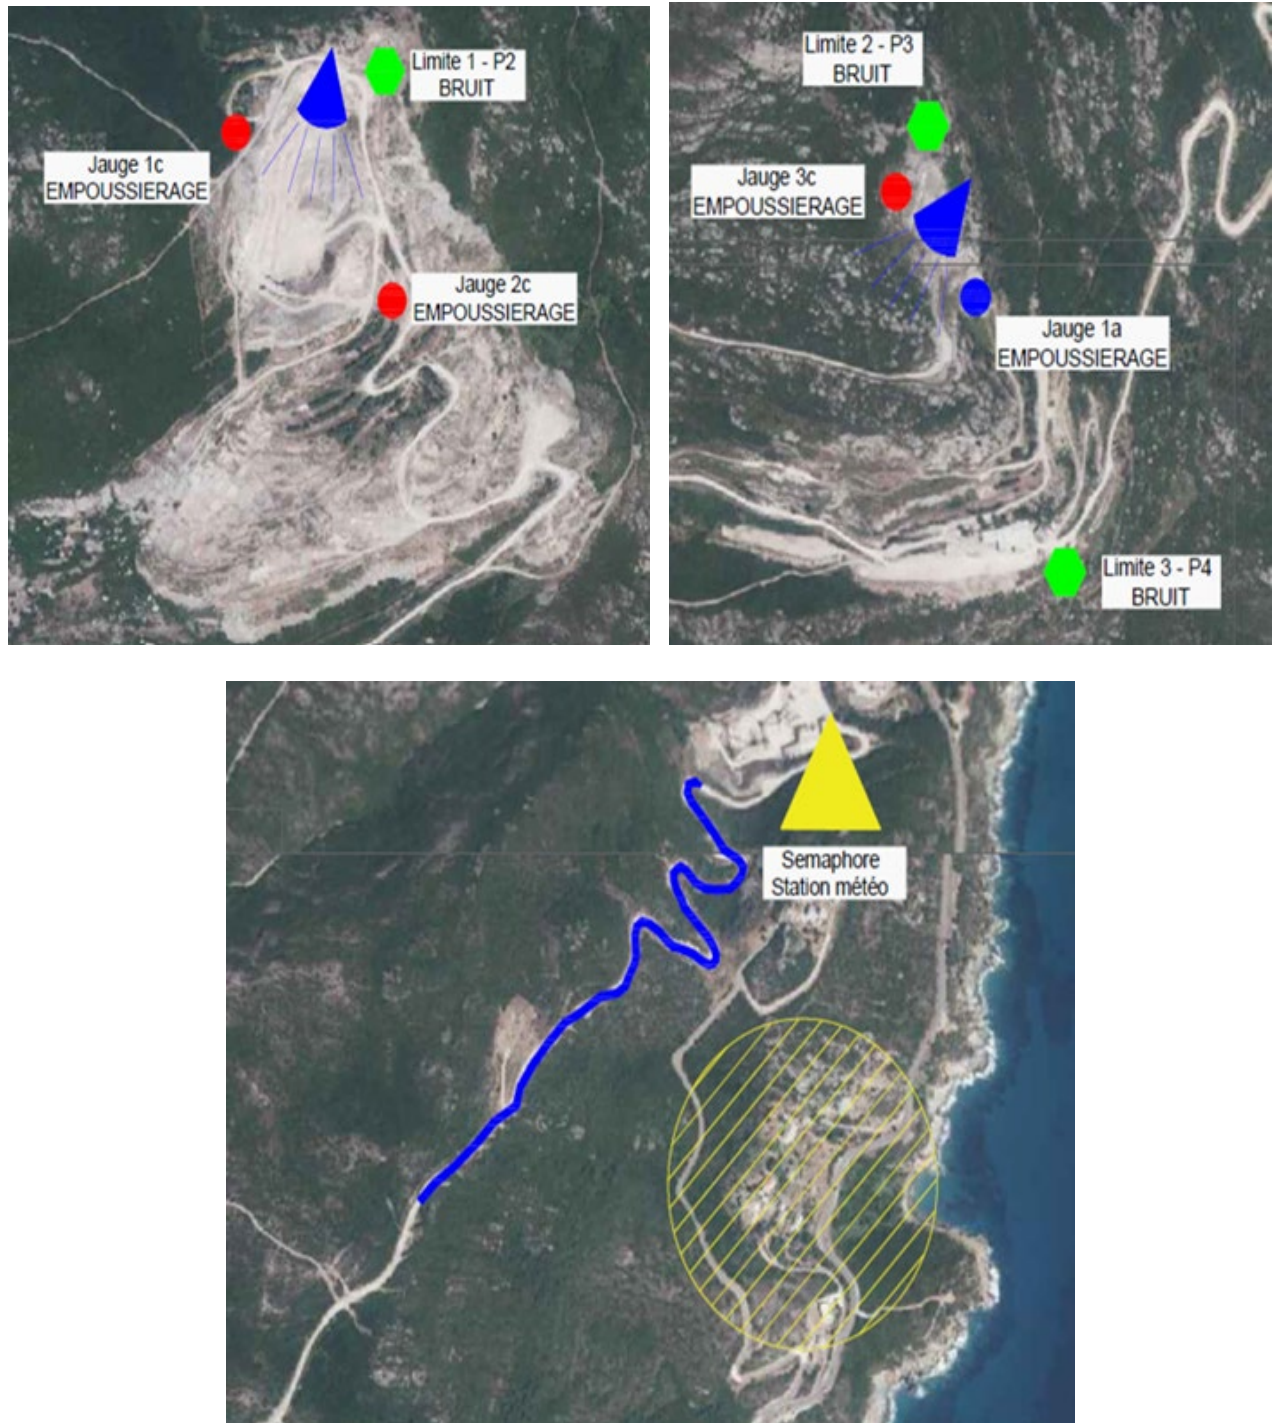 Limite 1 - P2
BRUIT
Jauge 1c
EMPOUSSIERAGE
Jauge 2c
EMPOUSSIERAGE
Limite 2 - P3
BRUIT
Jauge 3c
EMPOUSSIERAGE
Jauge 1a
EMPOUSSIERAGE
Limite 3 - P4
BRUIT
Semaphore
Station météo